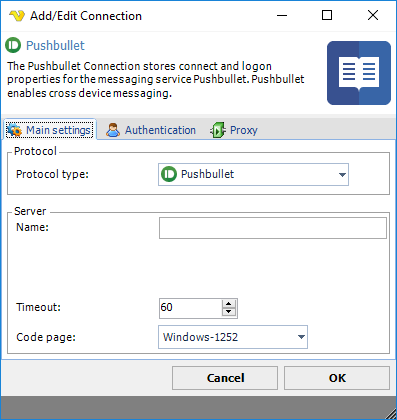 Add/Edit Connection
Pushbullet
The Pushbullet Connection stores connect and logon
properties for the messaging service Pushbullet. Pushbullet
enables cross device messaging.
Main settings Authentication Proxy
Protocol
Protocol type: Pushbullet
Server
Name:
Timeout: 60
Code page: Windows-1252
Cancel OK